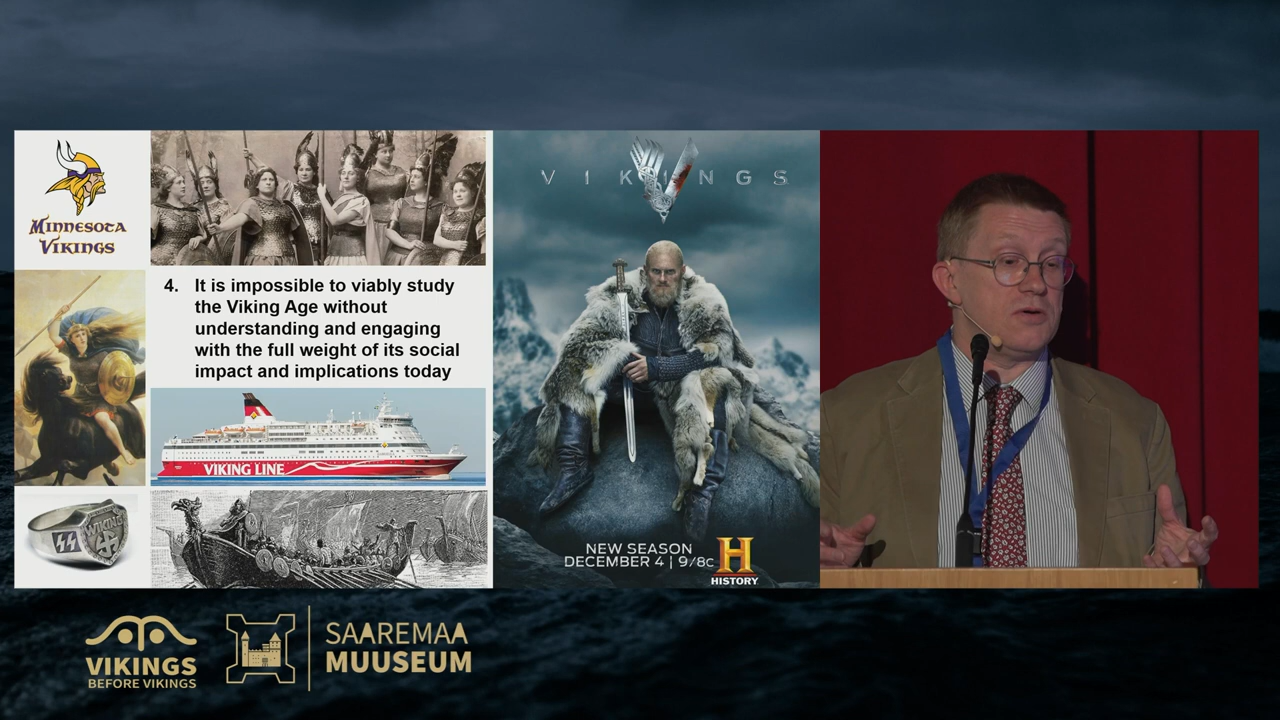 MINNESOTA
VIKINGS
4. It is impossible to viably study
the Viking Age without
understanding and engaging
with the full weight of its social
impact and implications today
VIKING LINE
WIKING
VIKINGS
NEW SEASON
DECEMBER 4 | 9/8c
H
HISTORY
VIKINGS
BEFORE VIKINGS
SAAREMAA
MUUSEUM